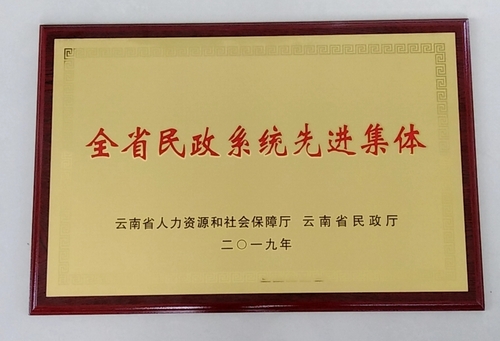 全省民政系统先进集体
云南省人力资源和社会保障厅 云南省民政厅
二〇一九年